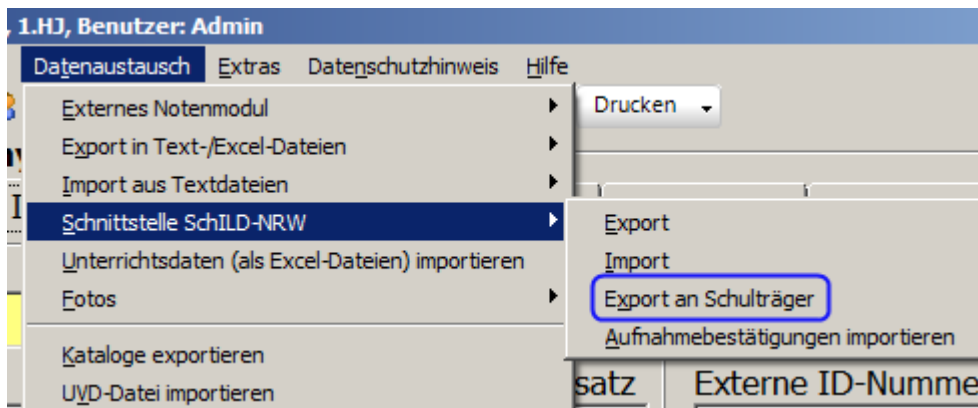 , 1.HJ, Benutzer: Admin
Datenaustausch Extras Datenschutzhinweis Hilfe
Externes Notenmodul
Drucken
Export in Text-/Excel-Dateien
Import aus Textdateien
Schnittstelle SchILD-NRW
Export
Unterrichtsdaten (als Excel-Dateien) importieren
Import
Fotos
Export an Schulträger
Aufnahmebestätigungen importieren
Kataloge exportieren
UVD-Datei importieren
satz Externe ID-Numme